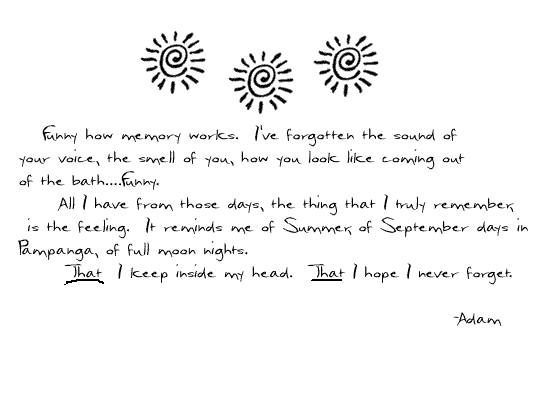 Funny how memory works. I've forgotten the sound of
your voice, the smell of you, how you look like coming out
of the bath....Funny.
All I have from those days, the thing that I truly remember,
is the feeling. It reminds me of Summer, of September days in
Pampanga, of full moon nights.
That I keep inside my head. That I hope I never forget.
-Adam